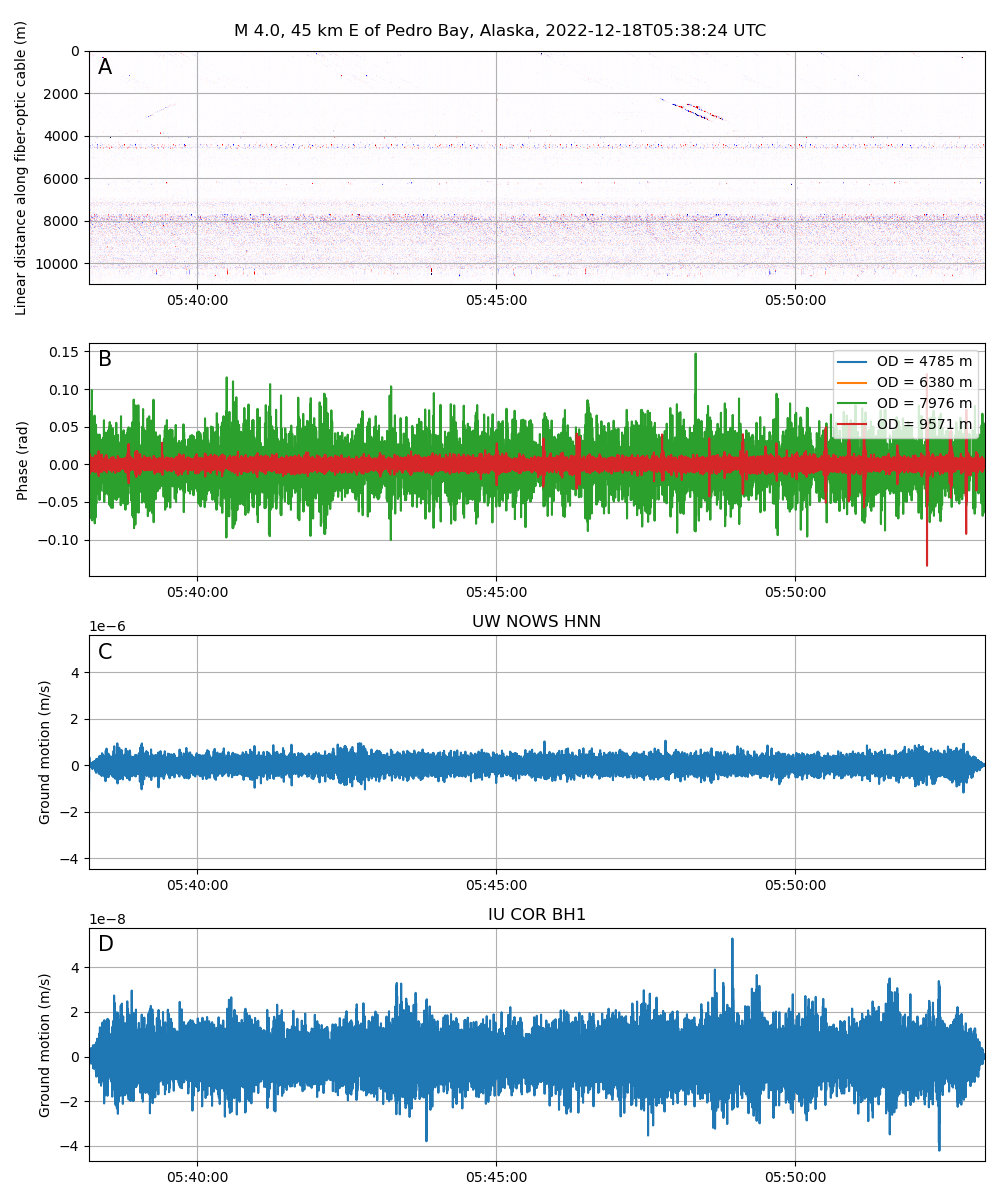 M 4.0, 45 km E of Pedro Bay, Alaska, 2022-12-18T05:38:24 UTC
Linear distance along fiber-optic cable (m)
A
0
2000
4000
6000
8000
10000
05:40:00 05:45:00 05:50:00
Phase (rad)
B
0.15
0.10
0.05
0.00
−0.05
−0.10
OD = 4785 m
OD = 6380 m
OD = 7976 m
OD = 9571 m
05:40:00 05:45:00 05:50:00
UW NOWS HNN
1e−6
Ground motion (m/s)
C
4
2
0
−2
−4
05:40:00 05:45:00 05:50:00
IU COR BH1
1e−8
Ground motion (m/s)
D
4
2
0
−2
−4
05:40:00 05:45:00 05:50:00